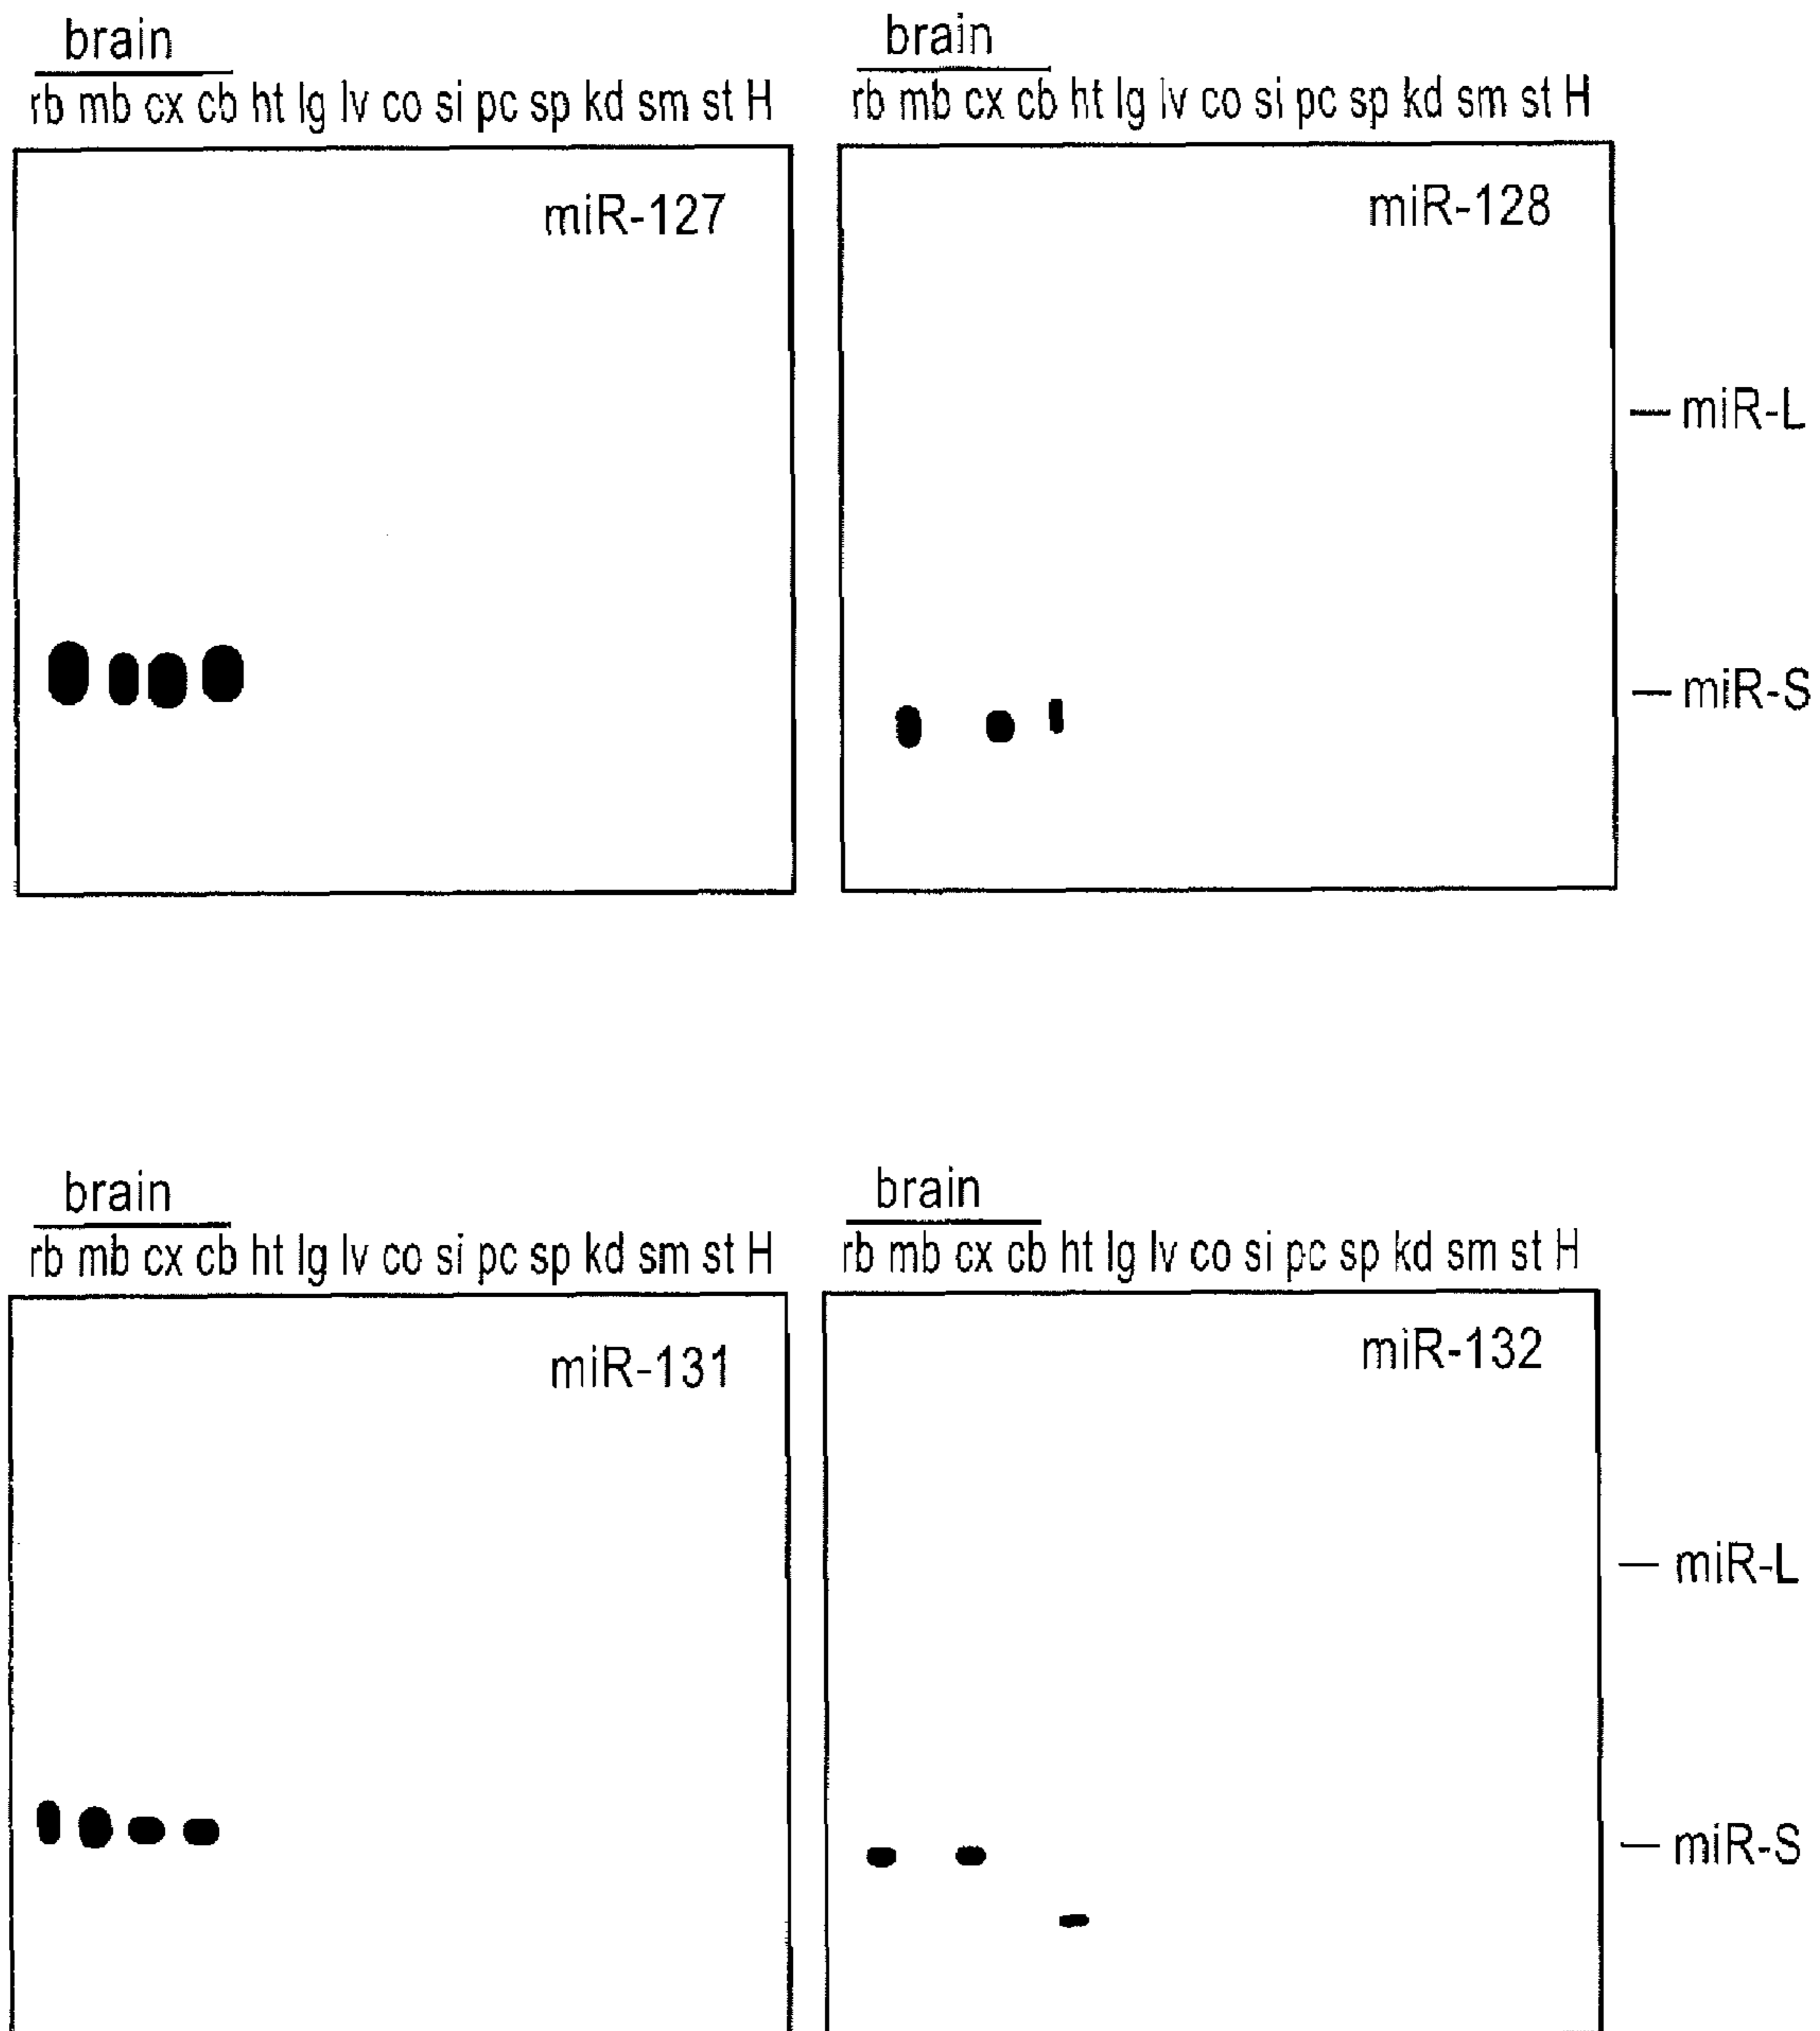 brain
rb mb cx cb ht lg lv co si pc sp kd sm st H
miR-127
brain
rb mb cx cb ht lg lv co si pc sp kd sm st H
miR-128
— miR-L
— miR-S
brain
rb mb cx cb ht lg lv co si pc sp kd sm st H
miR-131
brain
rb mb cx cb ht lg lv co si pc sp kd sm st H
miR-132
— miR-L
— miR-S